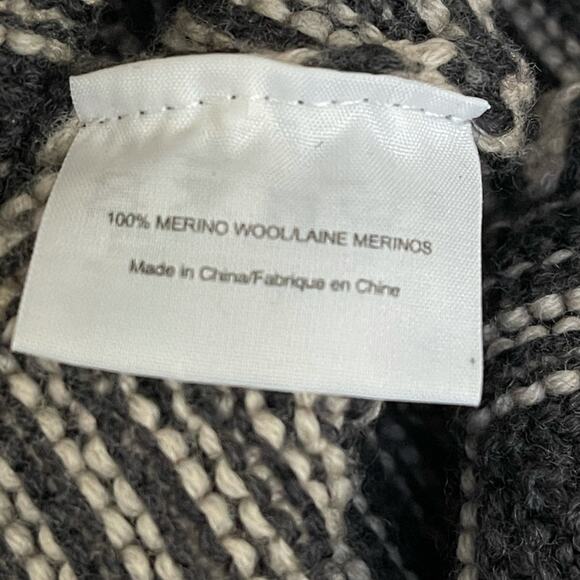 100% MERINO WOOL/LAINE MERINOS
Made in China/Fabrique en Chine